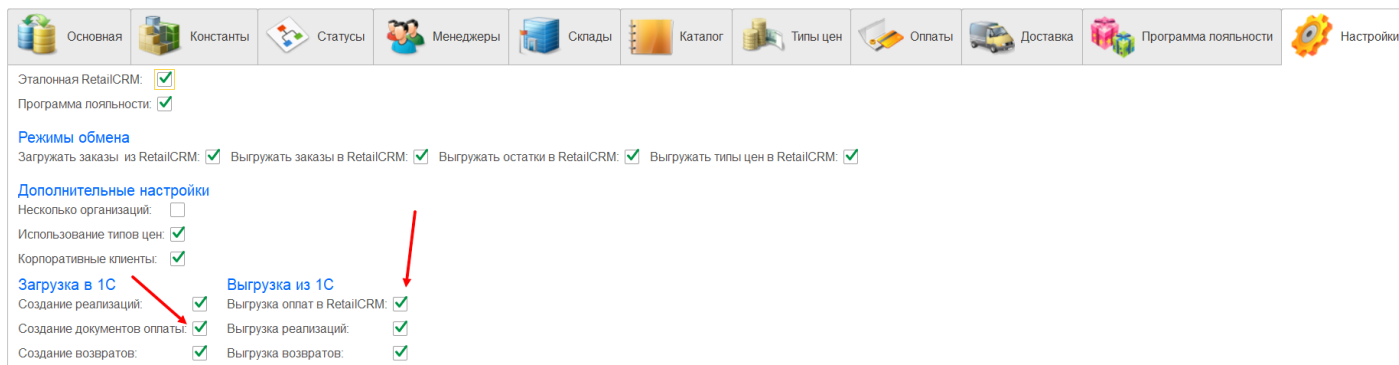 Основная Константы Статусы Менеджеры Склады Каталог Типы цен Оплаты Доставка Программа лояльности Настройки
Эталонная RetailCRM:
Программа лояльности:
Режимы обмена
Загружать заказы из RetailCRM: Выгружать заказы в RetailCRM: Выгружать остатки в RetailCRM: Выгружать типы цен в RetailCRM:
Дополнительные настройки
Несколько организаций:
Использование типов цен:
Корпоративные клиенты:
Загрузка в 1С Выгрузка из 1С
Создание реализаций: Выгрузка оплат в RetailCRM:
Создание документов оплаты: Выгрузка реализаций:
Создание возвратов: Выгрузка возвратов: